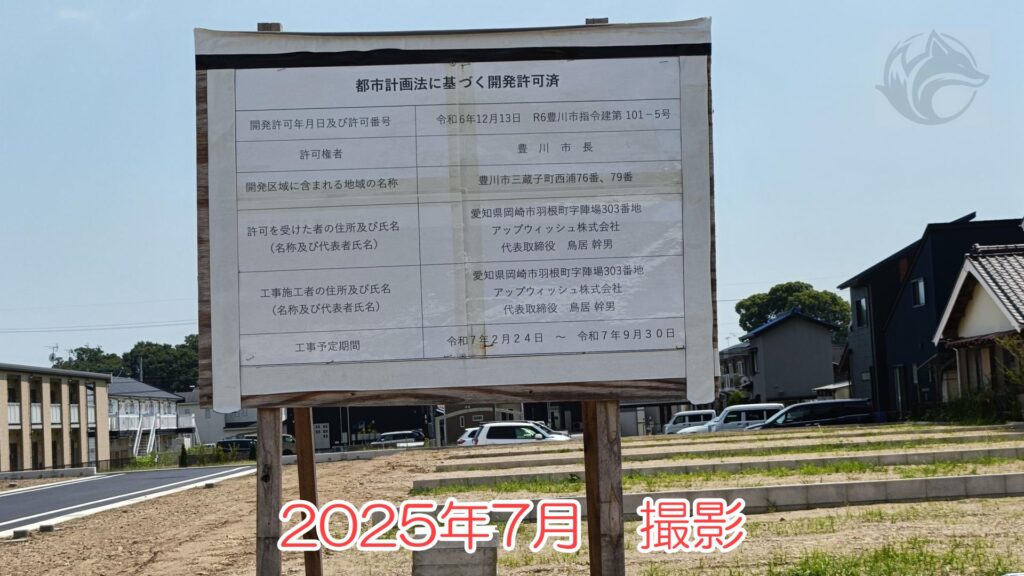 都市計画法に基づく開発許可済
開発許可年月日及び許可番号 令和6年12月13日 R6豊川市指令建第101－5号
許可権者 豊川市長
開発区域に含まれる地域の名称 豊川市三蔵子町西浦76番、79番
許可を受けた者の住所及び氏名
（名称及び代表者氏名）
愛知県岡崎市羽根町字陣場303番地
アップウィッシュ株式会社
代表取締役 鳥居 幹男
工事施工者の住所及び氏名
（名称及び代表者氏名）
愛知県岡崎市羽根町字陣場303番地
アップウィッシュ株式会社
代表取締役 鳥居 幹男
工事予定期間 令和7年2月24日 ～ 令和7年9月30日
2025年7月 撮影